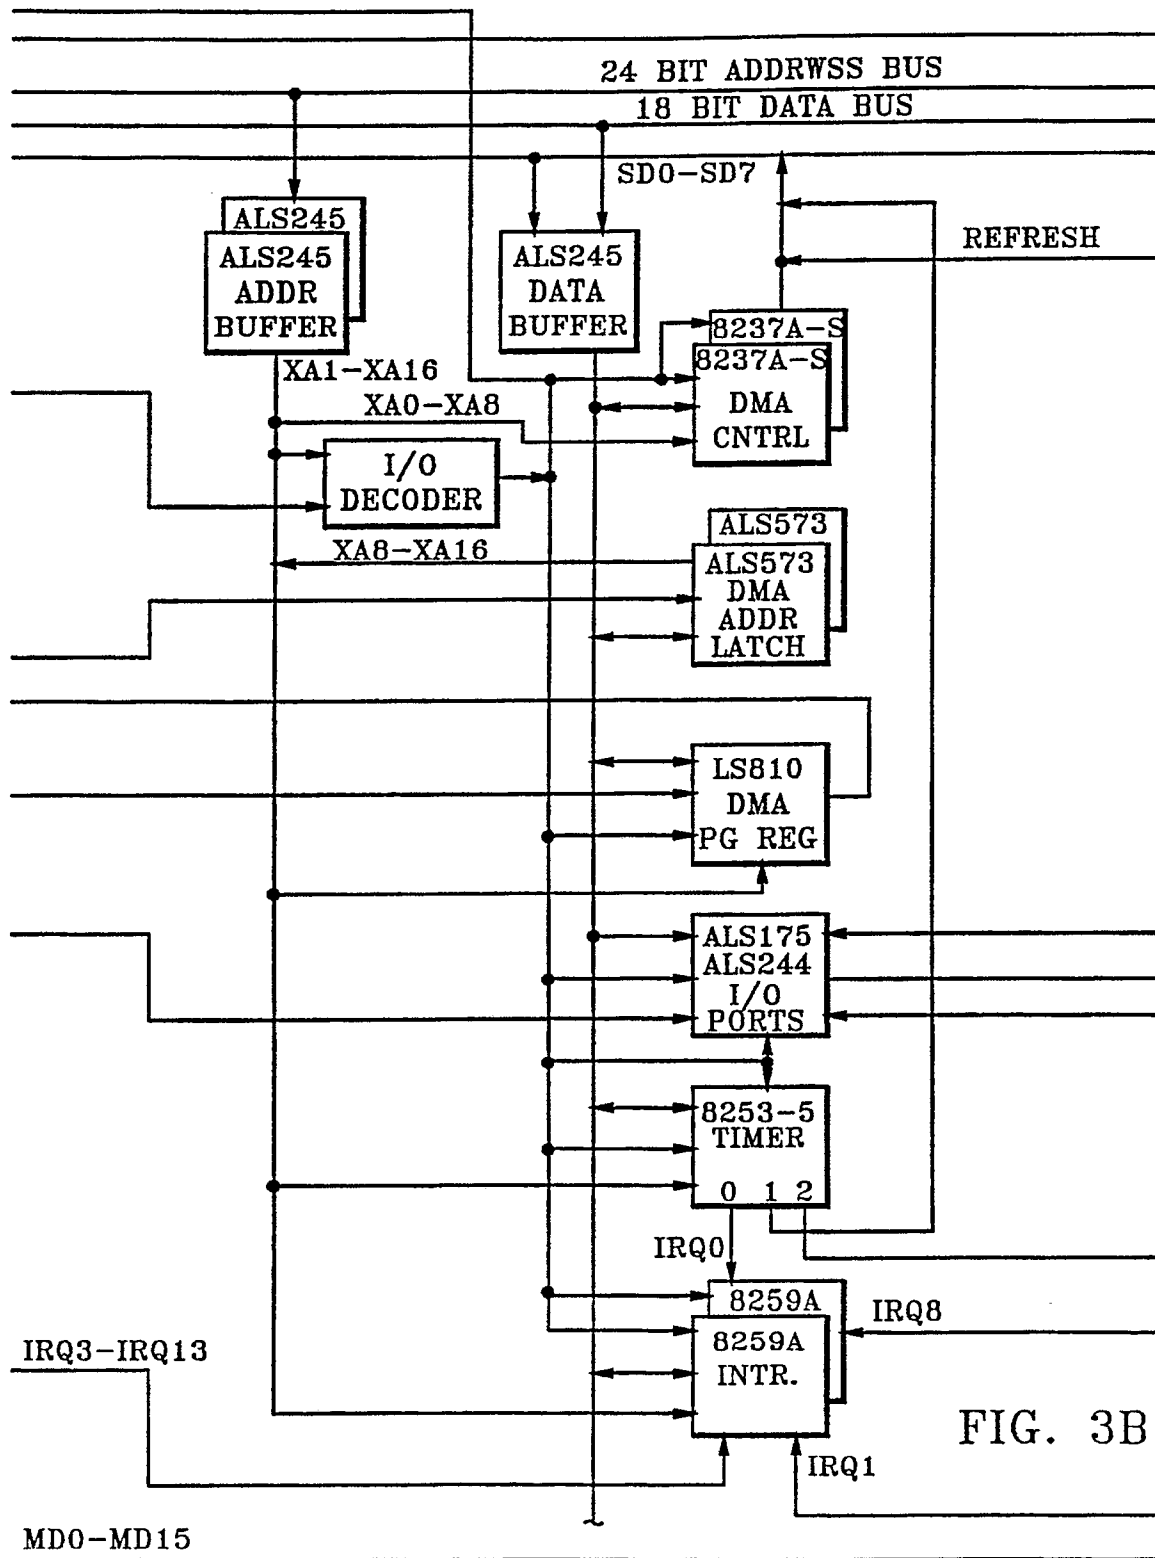 24 BIT ADDRWSS BUS
18 BIT DATA BUS
SD0-SD7
ALS245
ALS245
ADDR
BUFFER
ALS245
DATA
BUFFER
REFRESH
8237A-S
8237A-S
DMA
CNTRL
XA1-XA16
XA0-XA8
I/O
DECODER
XA8-XA16
ALS573
ALS573
DMA
ADDR
LATCH
LS810
DMA
PG REG
ALS175
ALS244
I/O
PORTS
8253-5
TIMER
0 1 2
IRQ0
8259A
8259A
INTR.
IRQ8
IRQ3-IRQ13
IRQ1
FIG. 3B
MD0-MD15